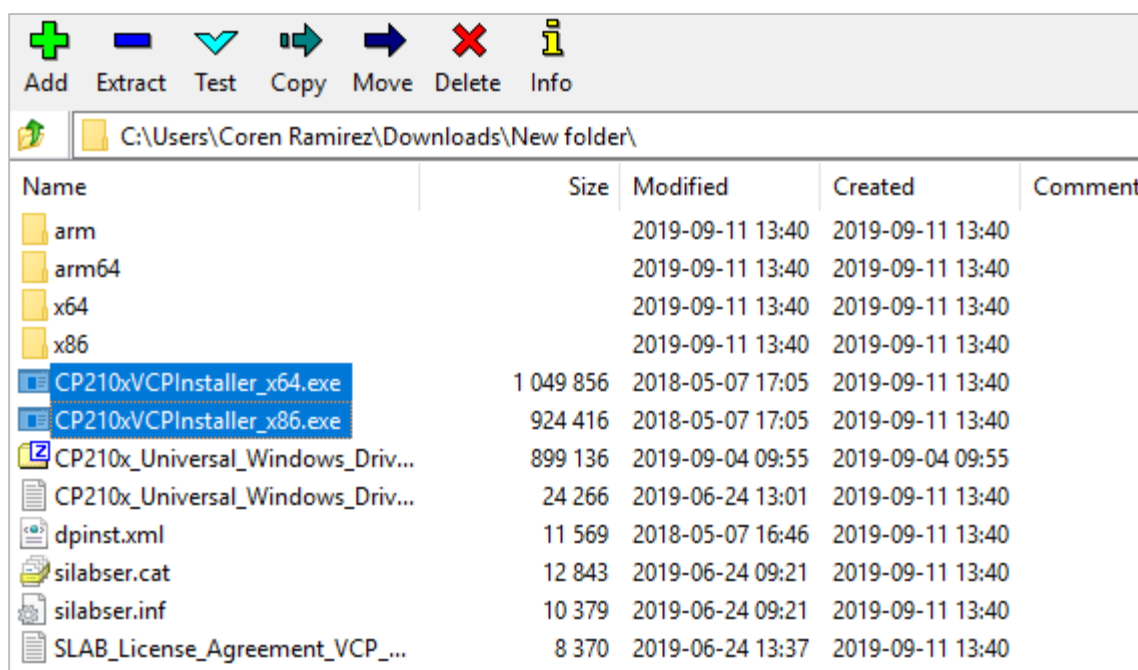 Add Extract Test Copy Move Delete Info
C:\Users\Coren Ramirez\Downloads\New folder\
Name Size Modified Created Comment
arm 2019-09-11 13:40 2019-09-11 13:40
arm64 2019-09-11 13:40 2019-09-11 13:40
x64 2019-09-11 13:40 2019-09-11 13:40
x86 2019-09-11 13:40 2019-09-11 13:40
CP210xVCPInstaller_x64.exe 1 049 856 2018-05-07 17:05 2019-09-11 13:40
CP210xVCPInstaller_x86.exe 924 416 2018-05-07 17:05 2019-09-11 13:40
CP210x_Universal_Windows_Driv... 899 136 2019-09-04 09:55 2019-09-04 09:55
CP210x_Universal_Windows_Driv... 24 266 2019-06-24 13:01 2019-09-11 13:40
dpinst.xml 11 569 2018-05-07 16:46 2019-09-11 13:40
silabser.cat 12 843 2019-06-24 09:21 2019-09-11 13:40
silabser.inf 10 379 2019-06-24 09:21 2019-09-11 13:40
SLAB_License_Agreement_VCP_... 8 370 2019-06-24 13:37 2019-09-11 13:40